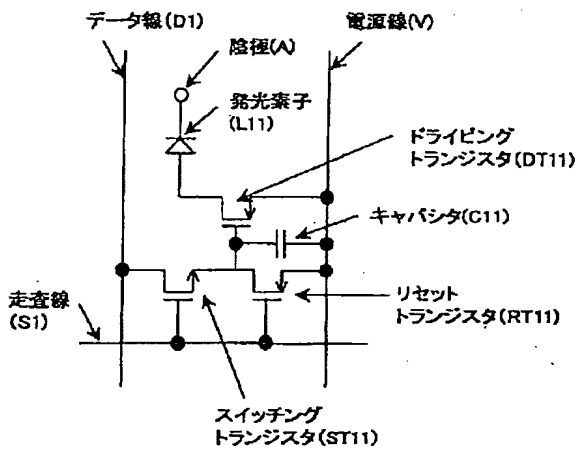 データ線(D1)
陰極(A)
電源線(V)
発光素子
(L11)
ドライビング
トランジスタ(DT11)
キャパシタ(C11)
走査線
(S1)
リセット
トランジスタ(RT11)
スイッチング
トランジスタ(ST11)